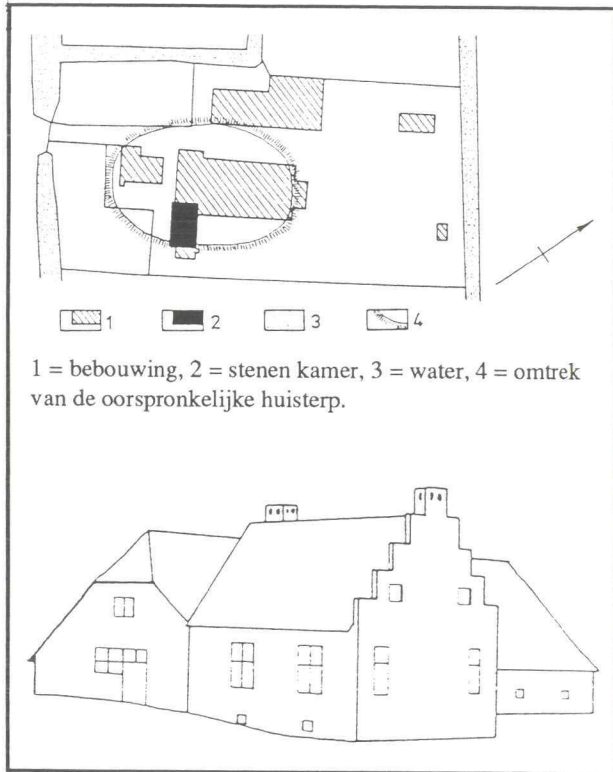 1 2 3 4
1 = bebouwing, 2 = stenen kamer, 3 = water, 4 = omtrek
van de oorspronkelijke huisterp.